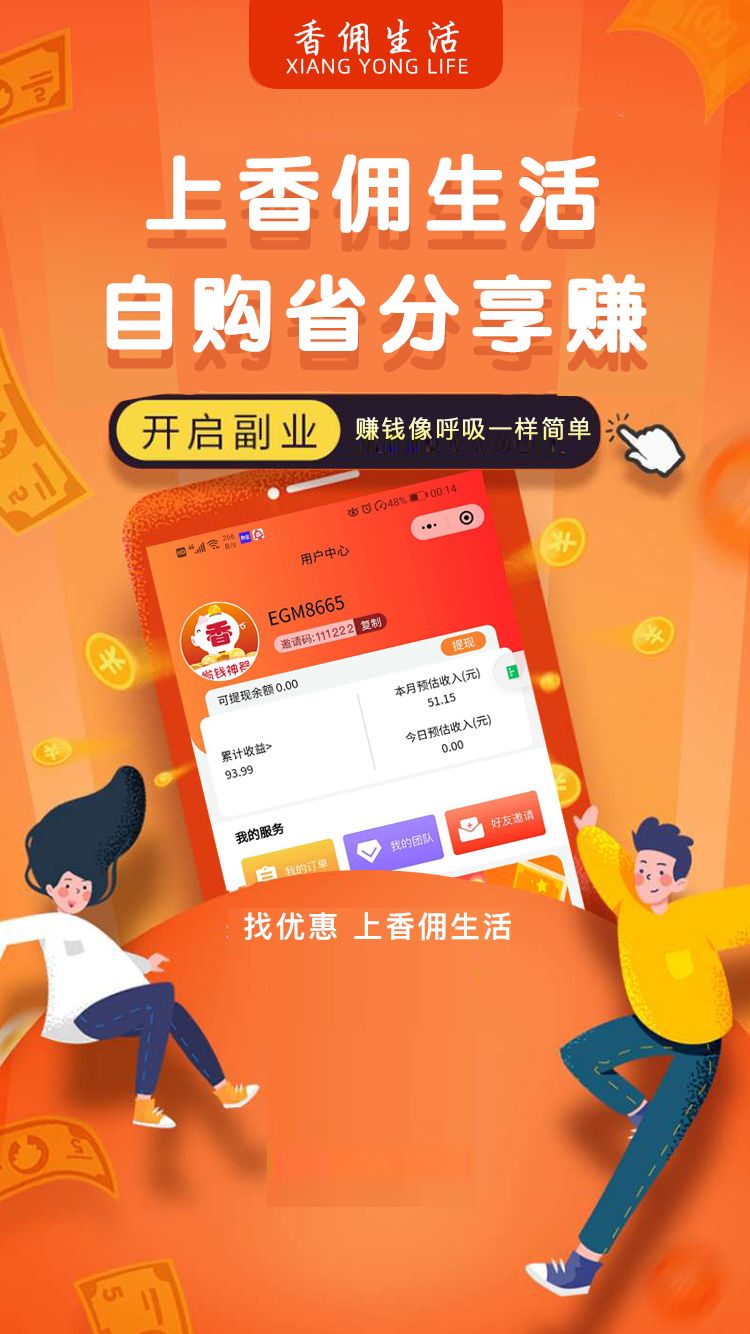 香佣生活
XIANG YONG LIFE
上香佣生活
自购省分享赚
开启副业
赚钱像呼吸一样简单
HD 46 266 B/s
48% 00:14
用户中心
EGM8665
邀请码:111222 复制
香
提现
可提现余额 0.00
本月预估收入(元)
51.15
累计收益>
93.99
今日预估收入(元)
0.00
我的服务
我的订单
我的团队
好友邀请
找优惠 上香佣生活